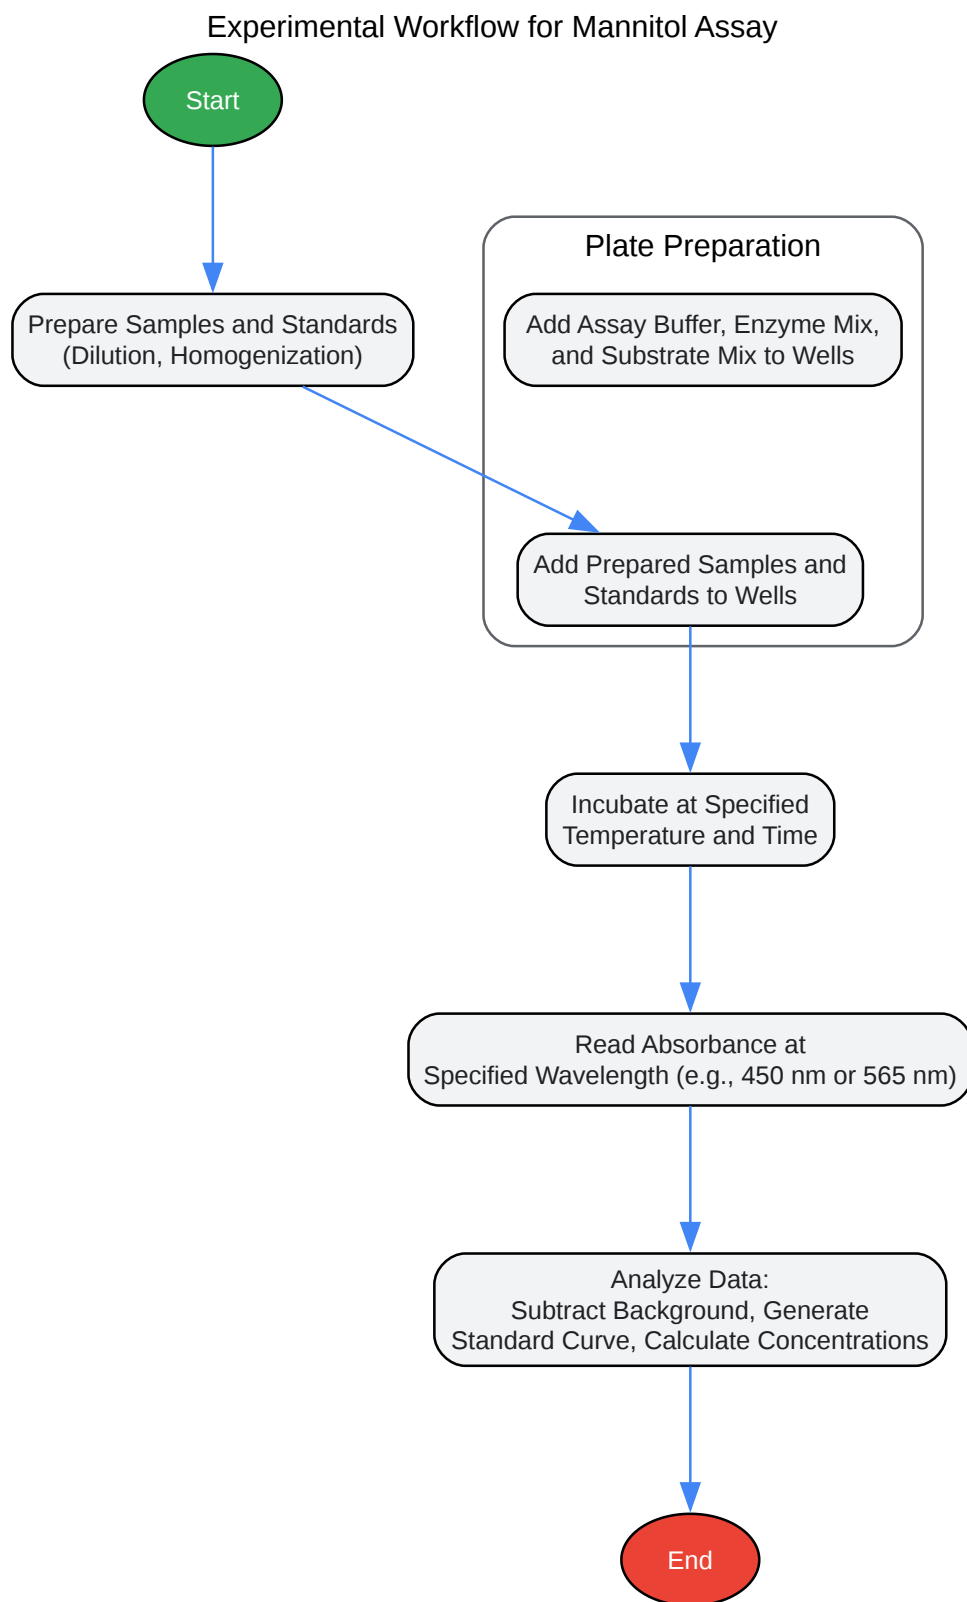 Experimental Workflow for Mannitol Assay
Start
Plate Preparation
Prepare Samples and Standards
(Dilution, Homogenization)
Add Assay Buffer, Enzyme Mix,
and Substrate Mix to Wells
Add Prepared Samples and
Standards to Wells
Incubate at Specified
Temperature and Time
Read Absorbance at
Specified Wavelength (e.g., 450 nm or 565 nm)
Analyze Data:
Subtract Background, Generate
Standard Curve, Calculate Concentrations
End